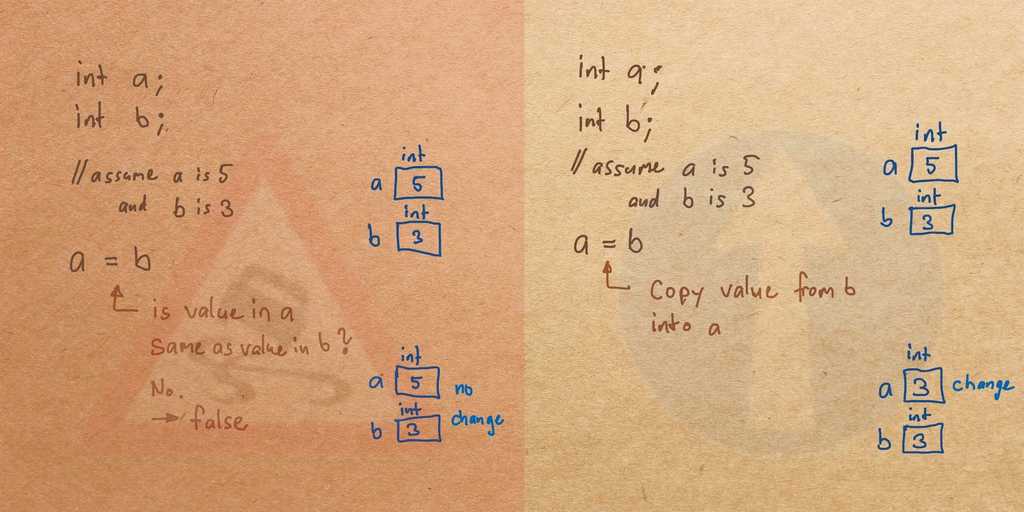 int a;
int b;
// assume a is 5
and b is 3
a = b
is value in a
Same as value in b?
No.
→ false
int
a 5
int
b 3
int
a 5 no
int change
b 3
int a;
int b;
// assume a is 5
and b is 3
a = b
Copy value from b
into a
int
a 5
int
b 3
int
a 3 change
int
b 3